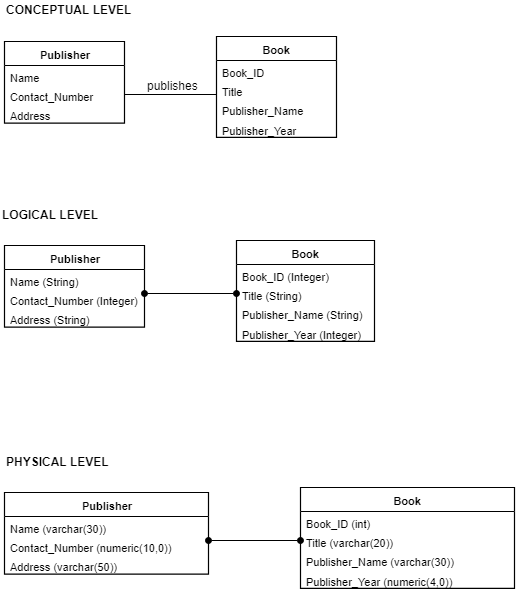 CONCEPTUAL LEVEL
Publisher
Name
Contact_Number
Address
publishes
Book
Book_ID
Title
Publisher_Name
Publisher_Year
LOGICAL LEVEL
Publisher
Name (String)
Contact_Number (Integer)
Address (String)
Book
Book_ID (Integer)
Title (String)
Publisher_Name (String)
Publisher_Year (Integer)
PHYSICAL LEVEL
Publisher
Name (varchar(30))
Contact_Number (numeric(10,0))
Address (varchar(50))
Book
Book_ID (int)
Title (varchar(20))
Publisher_Name (varchar(30))
Publisher_Year (numeric(4,0))